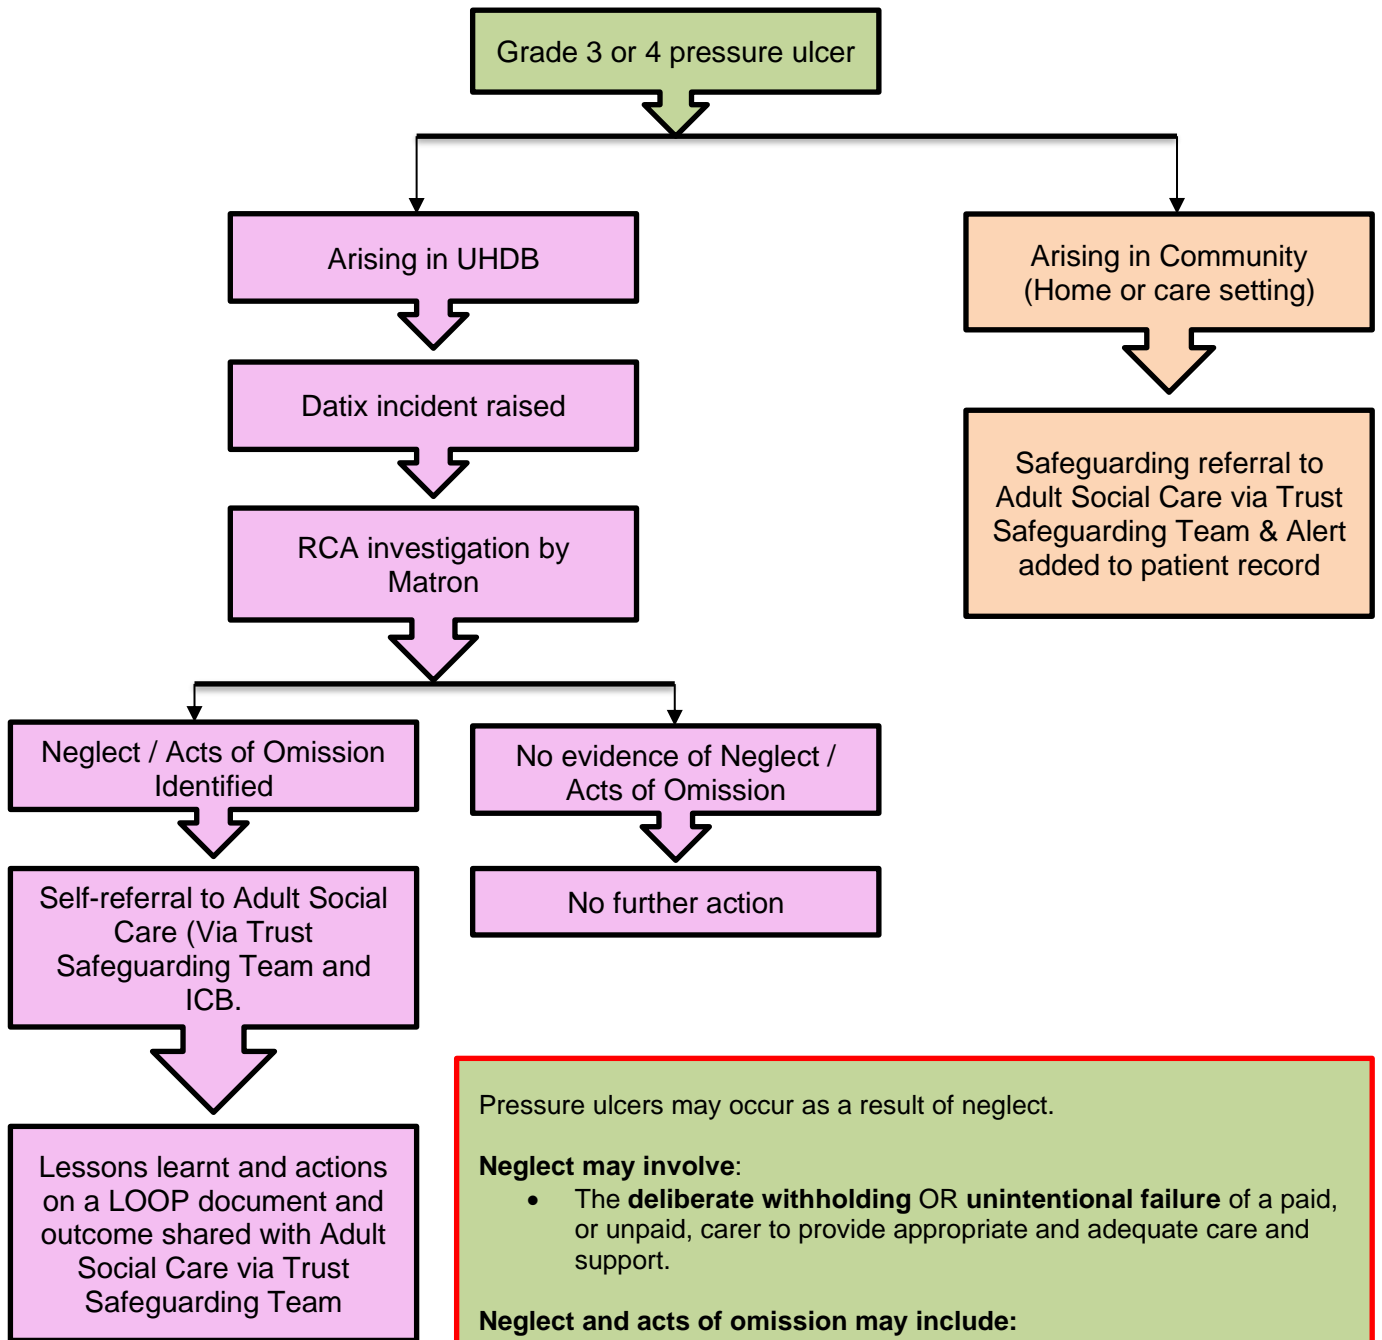 Grade 3 or 4 pressure ulcer
Arising in UHDB
Arising in Community
(Home or care setting)
Datix incident raised
Safeguarding referral to
Adult Social Care via Trust
Safeguarding Team & Alert
added to patient record
RCA investigation by
Matron
Neglect / Acts of Omission
Identified
No evidence of Neglect /
Acts of Omission
Self-referral to Adult Social
Care (Via Trust
Safeguarding Team and
ICB.
No further action
Lessons learnt and actions
on a LOOP document and
outcome shared with Adult
Social Care via Trust
Safeguarding Team
Pressure ulcers may occur as a result of neglect.
Neglect may involve:
• The deliberate withholding OR unintentional failure of a paid,
or unpaid, carer to provide appropriate and adequate care and
support.
Neglect and acts of omission may include: